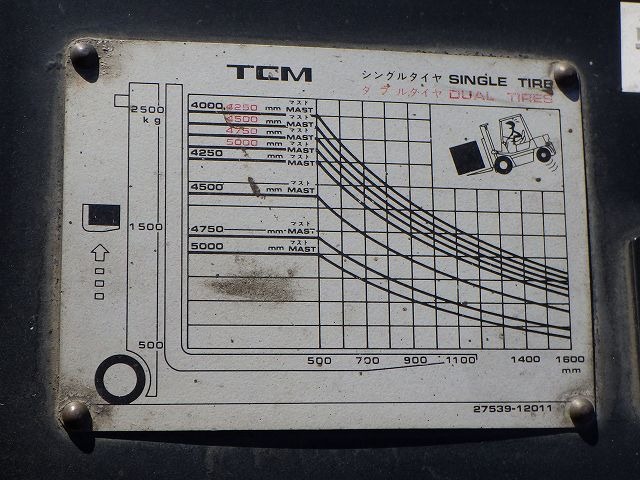 TCM
シングルタイヤ SINGLE TIRE
ダブルタイヤ DUAL TIRES
2500
kg
1500
500
4000 4250 mm マスト MAST
4500 mm マスト MAST
4750 mm マスト MAST
5000 mm マスト MAST
4250 mm マスト MAST
4500 mm マスト MAST
4750 mm マスト MAST
5000 mm マスト MAST
500 700 900 1100 1400 1600
mm
27539-12011